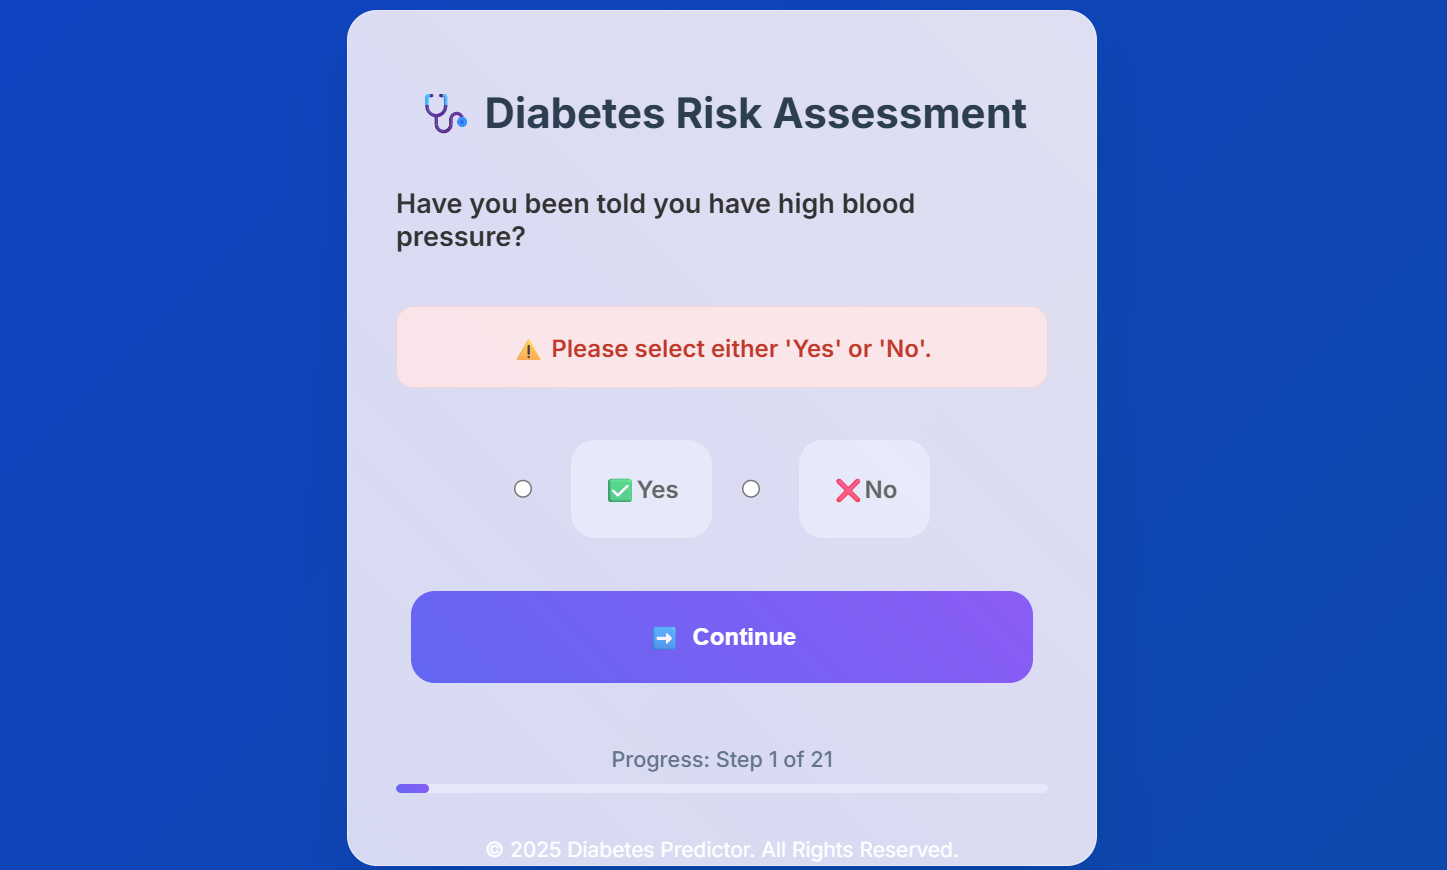 Diabetes Risk Assessment
Have you been told you have high blood
pressure?
Please select either 'Yes' or 'No'.
Yes
No
Continue
Progress: Step 1 of 21
© 2025 Diabetes Predictor. All Rights Reserved.